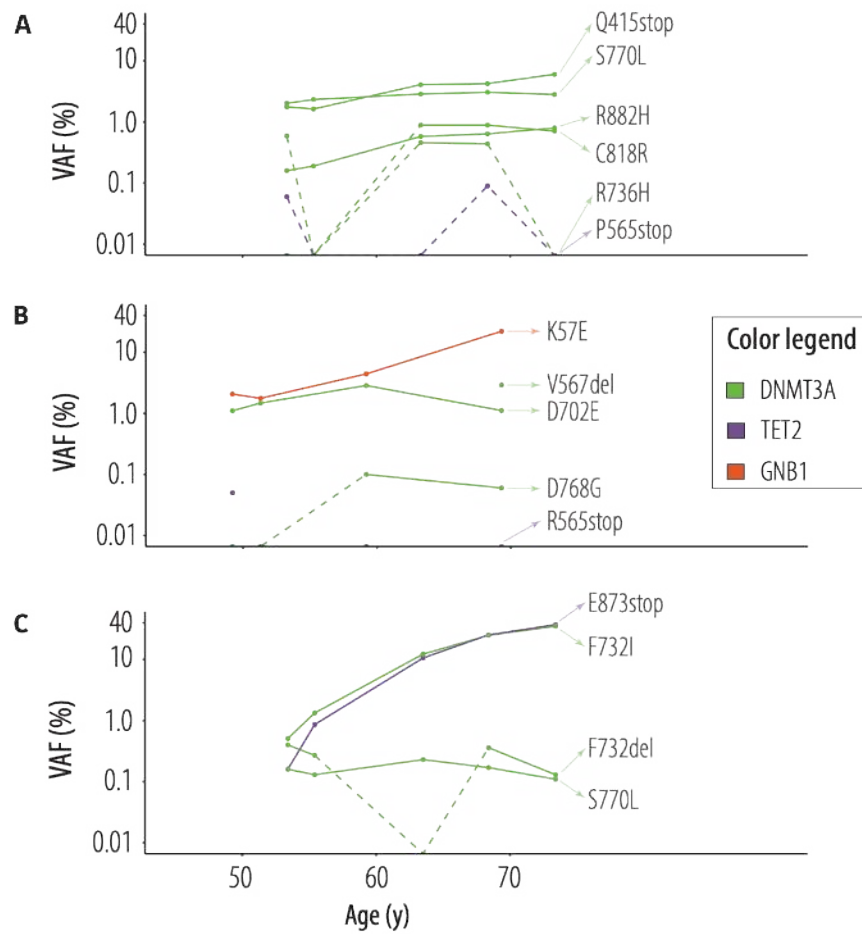 A
VAF (%)
40
10
1.0
0.1
0.01
Q415stop
S770L
R882H
C818R
R736H
P565stop
B
VAF (%)
40
10
1.0
0.1
0.01
K57E
V567del
D702E
D768G
R565stop
Color legend
DNMT3A
TET2
GNB1
C
VAF (%)
40
10
1.0
0.1
0.01
E873stop
F732I
F732del
S770L
50 60 70
Age (y)